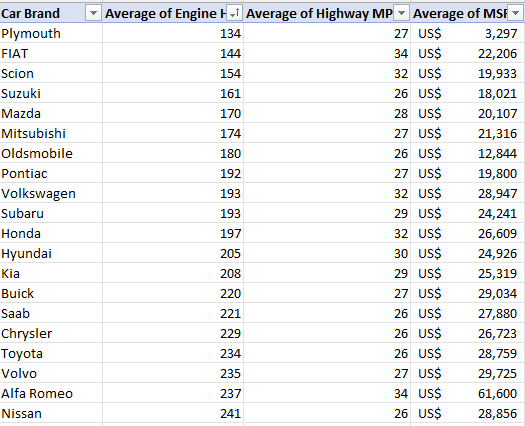 Car Brand Average of Engine H Average of Highway MP Average of MSR
Plymouth 134 27 US$ 3,297
FIAT 144 34 US$ 22,206
Scion 154 32 US$ 19,933
Suzuki 161 26 US$ 18,021
Mazda 170 28 US$ 20,107
Mitsubishi 174 27 US$ 21,316
Oldsmobile 180 26 US$ 12,844
Pontiac 192 27 US$ 19,800
Volkswagen 193 32 US$ 28,947
Subaru 193 29 US$ 24,241
Honda 197 32 US$ 26,609
Hyundai 205 30 US$ 24,926
Kia 208 29 US$ 25,319
Buick 220 27 US$ 29,034
Saab 221 26 US$ 27,880
Chrysler 229 26 US$ 26,723
Toyota 234 26 US$ 28,759
Volvo 235 27 US$ 29,725
Alfa Romeo 237 34 US$ 61,600
Nissan 241 26 US$ 28,856